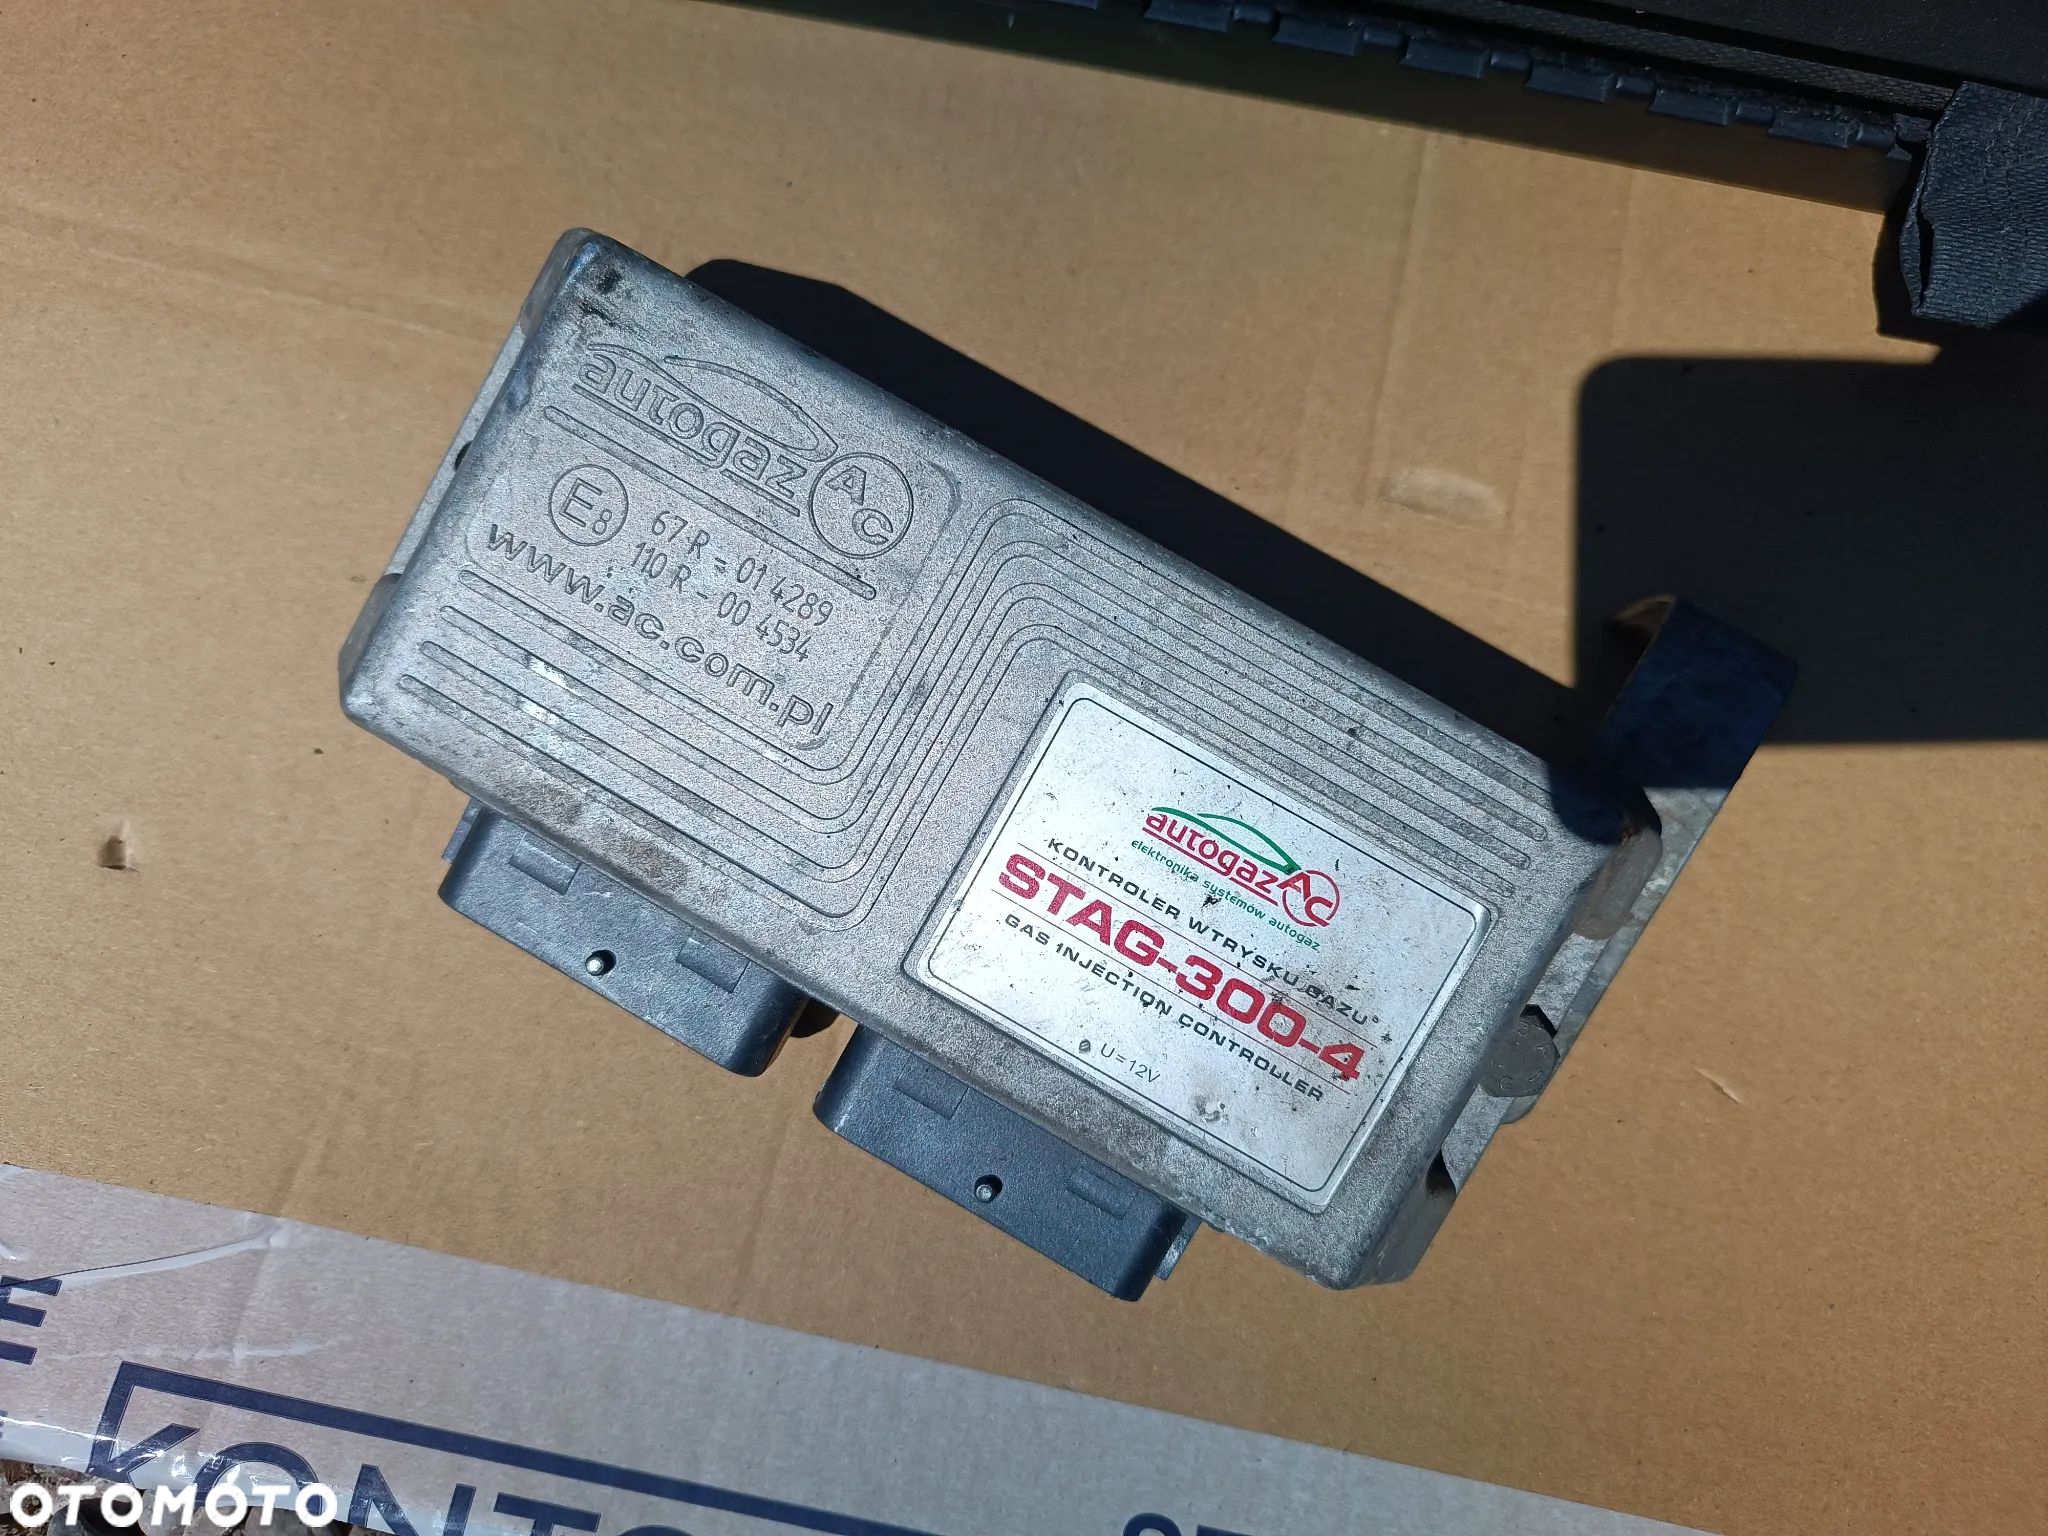 autogaz AC
E8
67 R - 01 4289
110 R - 00 4534
www.ac.com.pl
autogaz AC
elektronika systemów autogaz
KONTROLER WTRYSKU GAZU
STAG-300-4
GAS INJECTION CONTROLLER
U=12V
KONT
OTOMOTO